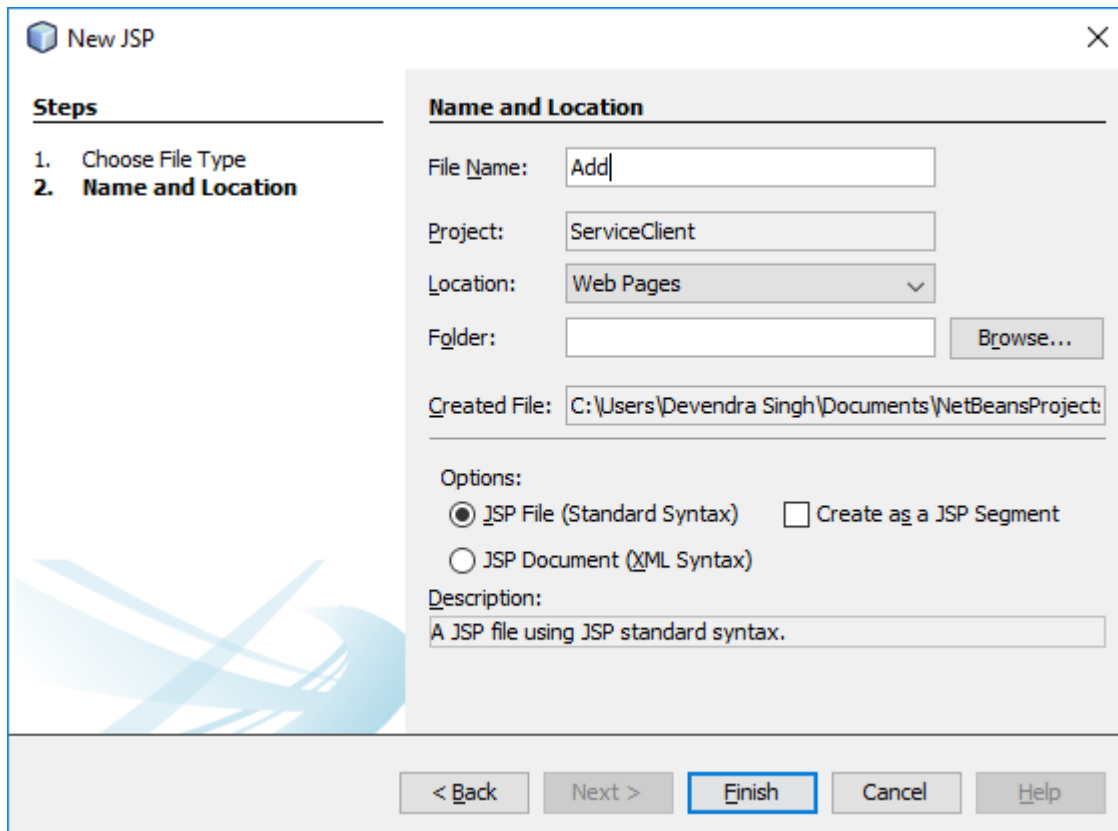 New JSP
Steps
1. Choose File Type
2. Name and Location
Name and Location
File Name: Add
Project: ServiceClient
Location: Web Pages
Folder: Browse...
Created File: C:\Users\Devendra Singh\Documents\NetBeansProjects
Options:
JSP File (Standard Syntax) Create as a JSP Segment
JSP Document (XML Syntax)
Description:
A JSP file using JSP standard syntax.
< Back Next > Finish Cancel Help